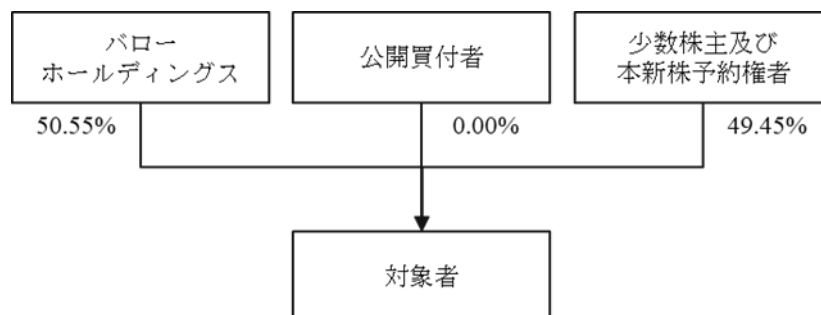 バロー
ホールディングス
公開買付者
少数株主及び
本新株予約権者
50.55%
0.00%
49.45%
対象者